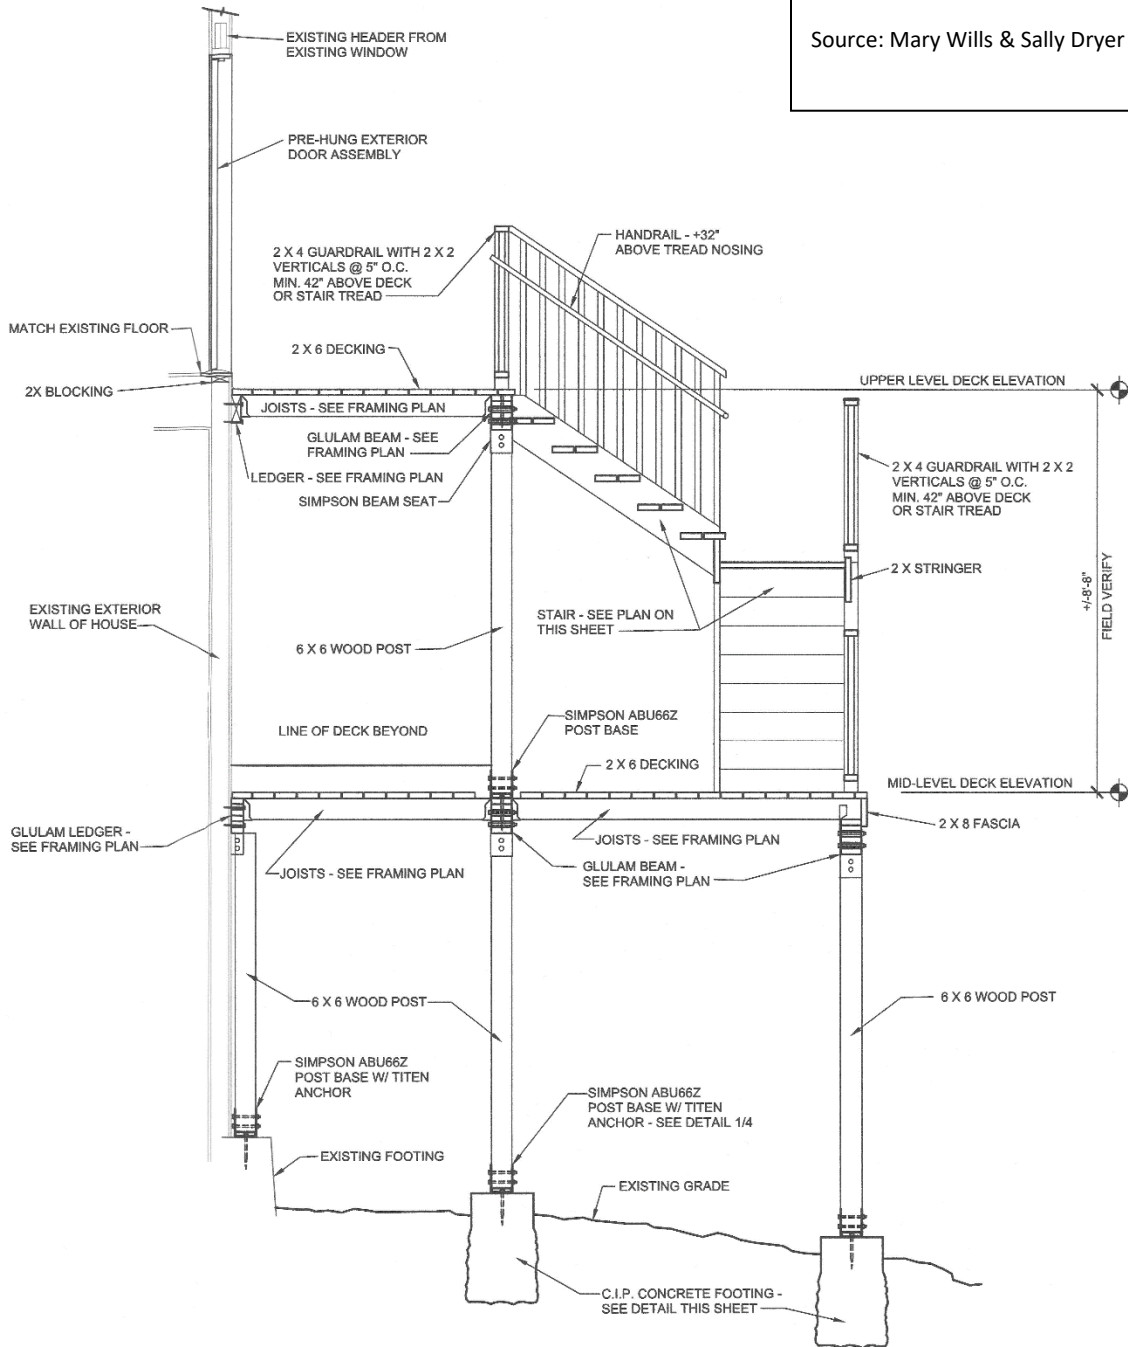 Source: Mary Wills & Sally Dryer
EXISTING HEADER FROM
EXISTING WINDOW
PRE-HUNG EXTERIOR
DOOR ASSEMBLY
HANDRAIL - +32"
ABOVE TREAD NOSING
2 X 4 GUARDRAIL WITH 2 X 2
VERTICALS @ 5" O.C.
MIN. 42" ABOVE DECK
OR STAIR TREAD
MATCH EXISTING FLOOR
2 X 6 DECKING
2X BLOCKING
UPPER LEVEL DECK ELEVATION
JOISTS - SEE FRAMING PLAN
GLULAM BEAM - SEE
FRAMING PLAN
LEDGER - SEE FRAMING PLAN
SIMPSON BEAM SEAT
2 X 4 GUARDRAIL WITH 2 X 2
VERTICALS @ 5" O.C.
MIN. 42" ABOVE DECK
OR STAIR TREAD
2 X STRINGER
+/-8'-8"
FIELD VERIFY
EXISTING EXTERIOR
WALL OF HOUSE
STAIR - SEE PLAN ON
THIS SHEET
6 X 6 WOOD POST
SIMPSON ABU66Z
POST BASE
LINE OF DECK BEYOND
2 X 6 DECKING
MID-LEVEL DECK ELEVATION
GLULAM LEDGER -
SEE FRAMING PLAN
2 X 8 FASCIA
JOISTS - SEE FRAMING PLAN
JOISTS - SEE FRAMING PLAN
GLULAM BEAM -
SEE FRAMING PLAN
6 X 6 WOOD POST
6 X 6 WOOD POST
SIMPSON ABU66Z
POST BASE W/ TITEN
ANCHOR
SIMPSON ABU66Z
POST BASE W/ TITEN
ANCHOR - SEE DETAIL 1/4
EXISTING FOOTING
EXISTING GRADE
C.I.P. CONCRETE FOOTING -
SEE DETAIL THIS SHEET